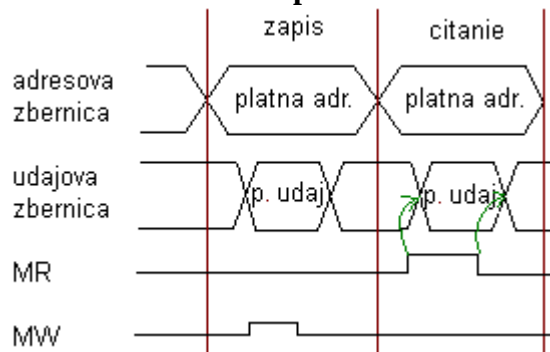 zapis
citanie
adresova
zbernica
platna adr.
platna adr.
udajova
zbernica
p. udaj
p. udaj
MR
MW